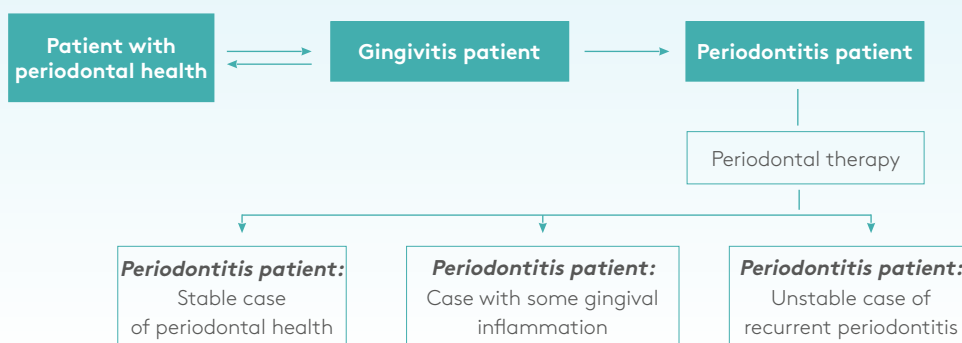 Patient with
periodontal health
Gingivitis patient
Periodontitis patient
Periodontal therapy
Periodontitis patient:
Stable case
of periodontal health
Periodontitis patient:
Case with some gingival
inflammation
Periodontitis patient:
Unstable case of
recurrent periodontitis